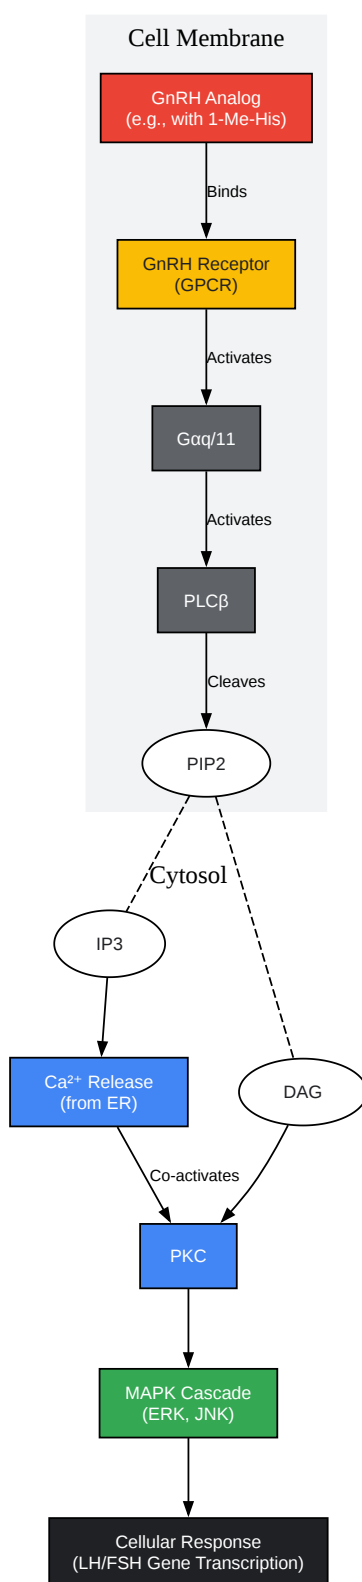 Cell Membrane
GnRH Analog
(e.g., with 1-Me-His)
Binds
GnRH Receptor
(GPCR)
Activates
Gαq/11
Activates
PLCβ
Cleaves
PIP2
Cytosol
IP3
Ca²⁺ Release
(from ER)
DAG
Co-activates
PKC
MAPK Cascade
(ERK, JNK)
Cellular Response
(LH/FSH Gene Transcription)